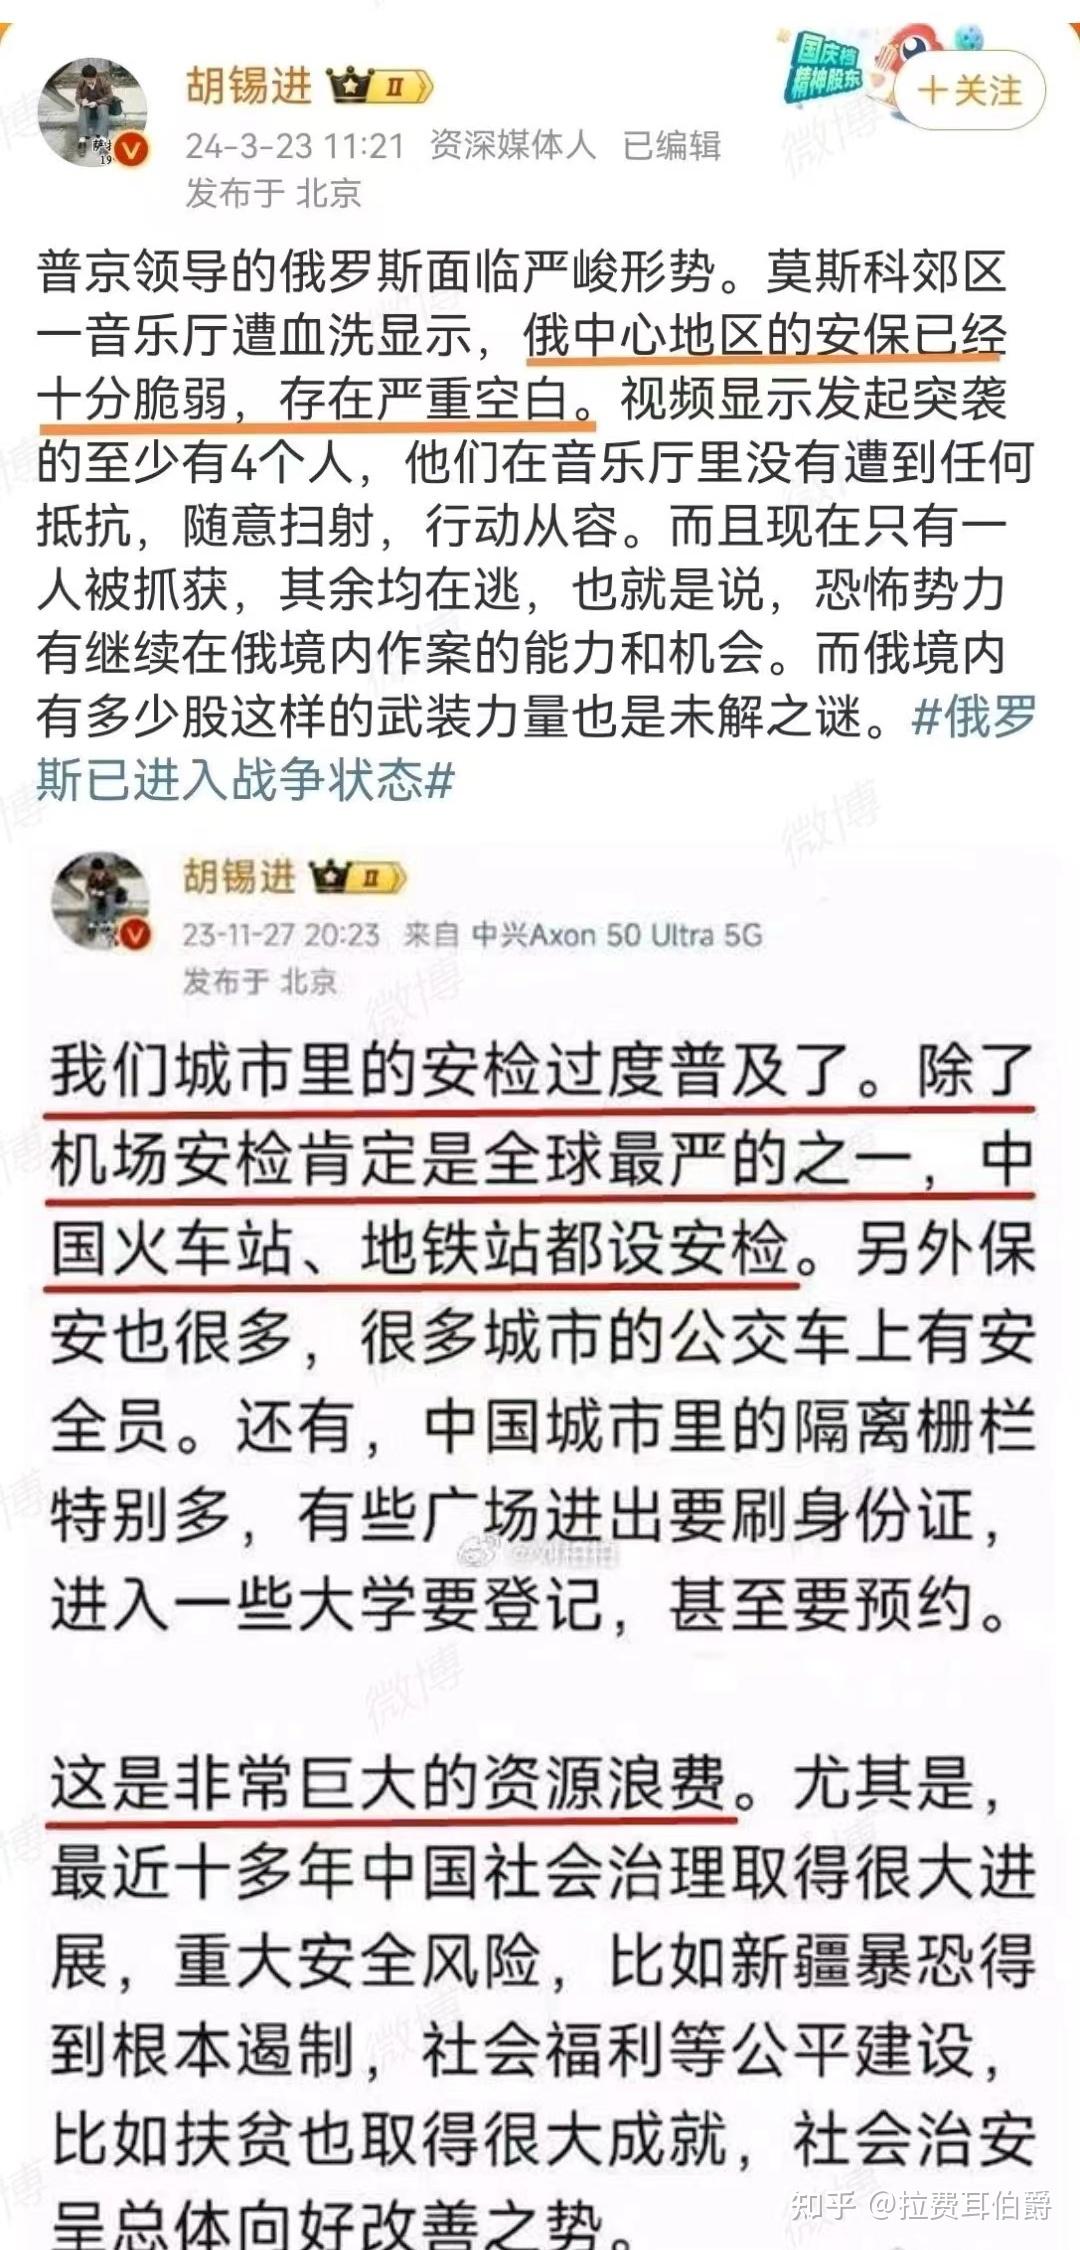 国庆档
精神股东
胡锡进 II
+关注
24-3-23 11:21 资深媒体人 已编辑
发布于 北京
普京领导的俄罗斯面临严峻形势。莫斯科郊区
一音乐厅遭血洗显示，俄中心地区的安保已经
十分脆弱，存在严重空白。视频显示发起突袭
的至少有4个人，他们在音乐厅里没有遭到任何
抵抗，随意扫射，行动从容。而且现在只有一
人被抓获，其余均在逃，也就是说，恐怖势力
有继续在俄境内作案的能力和机会。而俄境内
有多少股这样的武装力量也是未解之谜。#俄罗
斯已进入战争状态#
胡锡进 II
23-11-27 20:23 来自 中兴Axon 50 Ultra 5G
发布于 北京
我们城市里的安检过度普及了。除了
机场安检肯定是全球最严的之一，中
国火车站、地铁站都设安检。另外保
安也很多，很多城市的公交车上有安
全员。还有，中国城市里的隔离栅栏
特别多，有些广场进出要刷身份证，
进入一些大学要登记，甚至要预约。
这是非常巨大的资源浪费。尤其是，
最近十多年中国社会治理取得很大进
展，重大安全风险，比如新疆暴恐得
到根本遏制，社会福利等公平建设，
比如扶贫也取得很大成就，社会治安
呈总体向好改善之势。
知乎 @拉费耳伯爵
微博